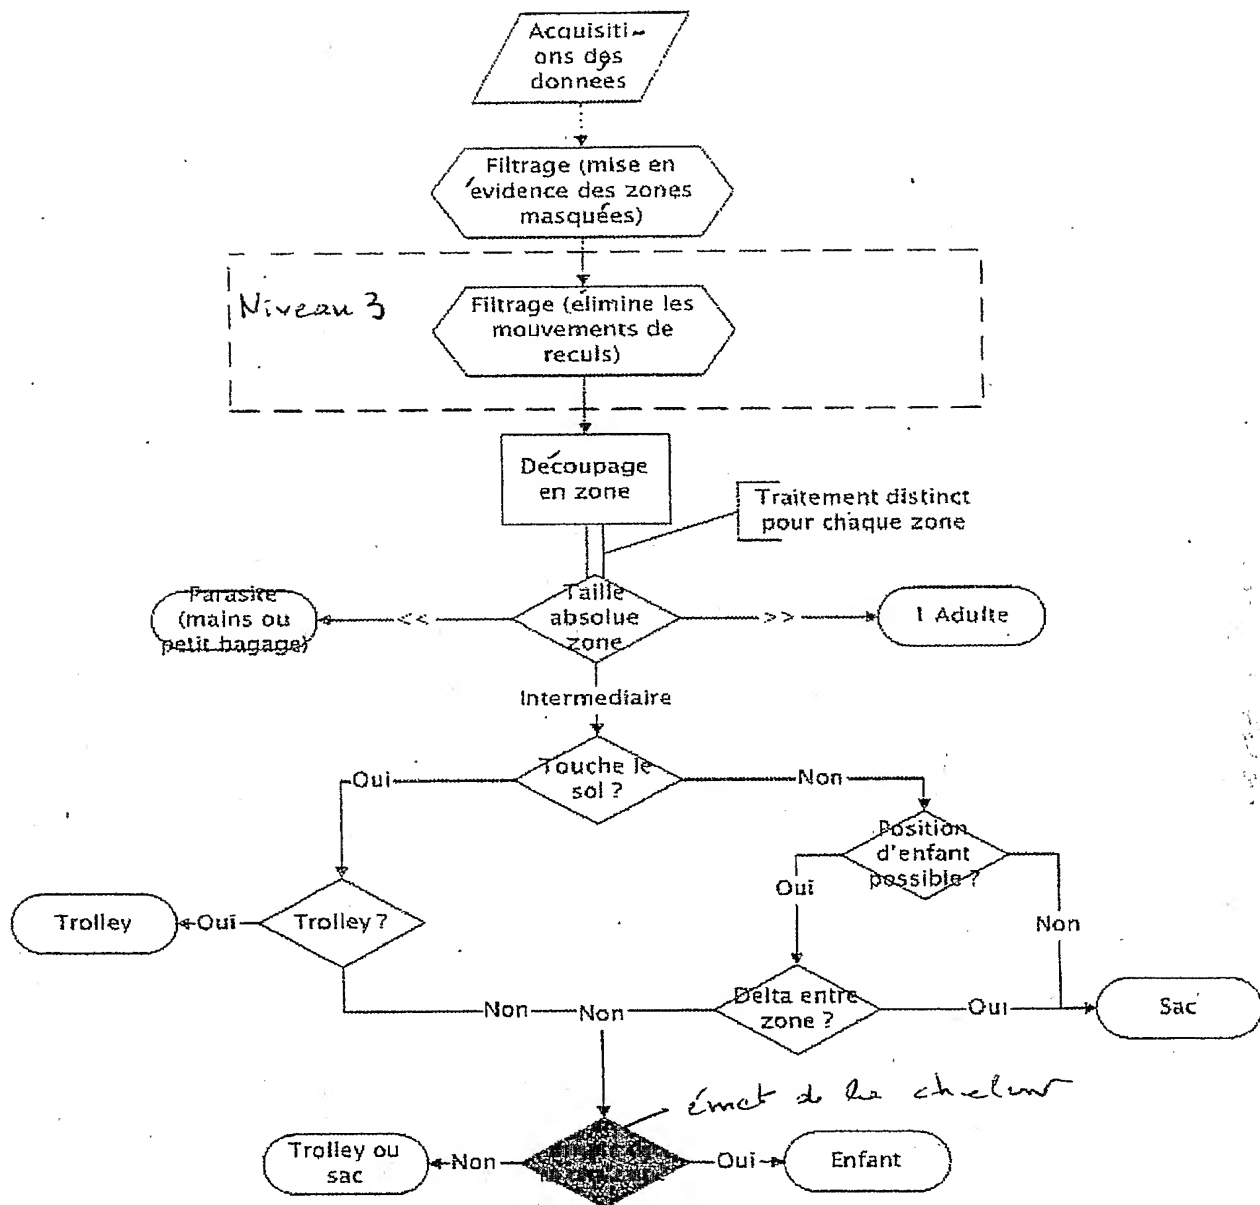 Acquisiti-
ons des
données
Filtrage (mise en
évidence des zones
masquées)
Niveau 3
Filtrage (élimine les
mouvements de
reculs)
Découpage
en zone
Traitement distinct
pour chaque zone
Parasite
(mains ou
petit bagage)
<<
Taille
absolue
zone
>>
1 Adulte
Intermediaire
Oui
Touche le
sol ?
Non
Position
d'enfant
possible ?
Oui
Non
Trolley
Oui
Trolley ?
Non
Non
Delta entre
zone ?
Oui
Sac
émet de la chaleur
Trolley ou
sac
Non
Oui
Enfant